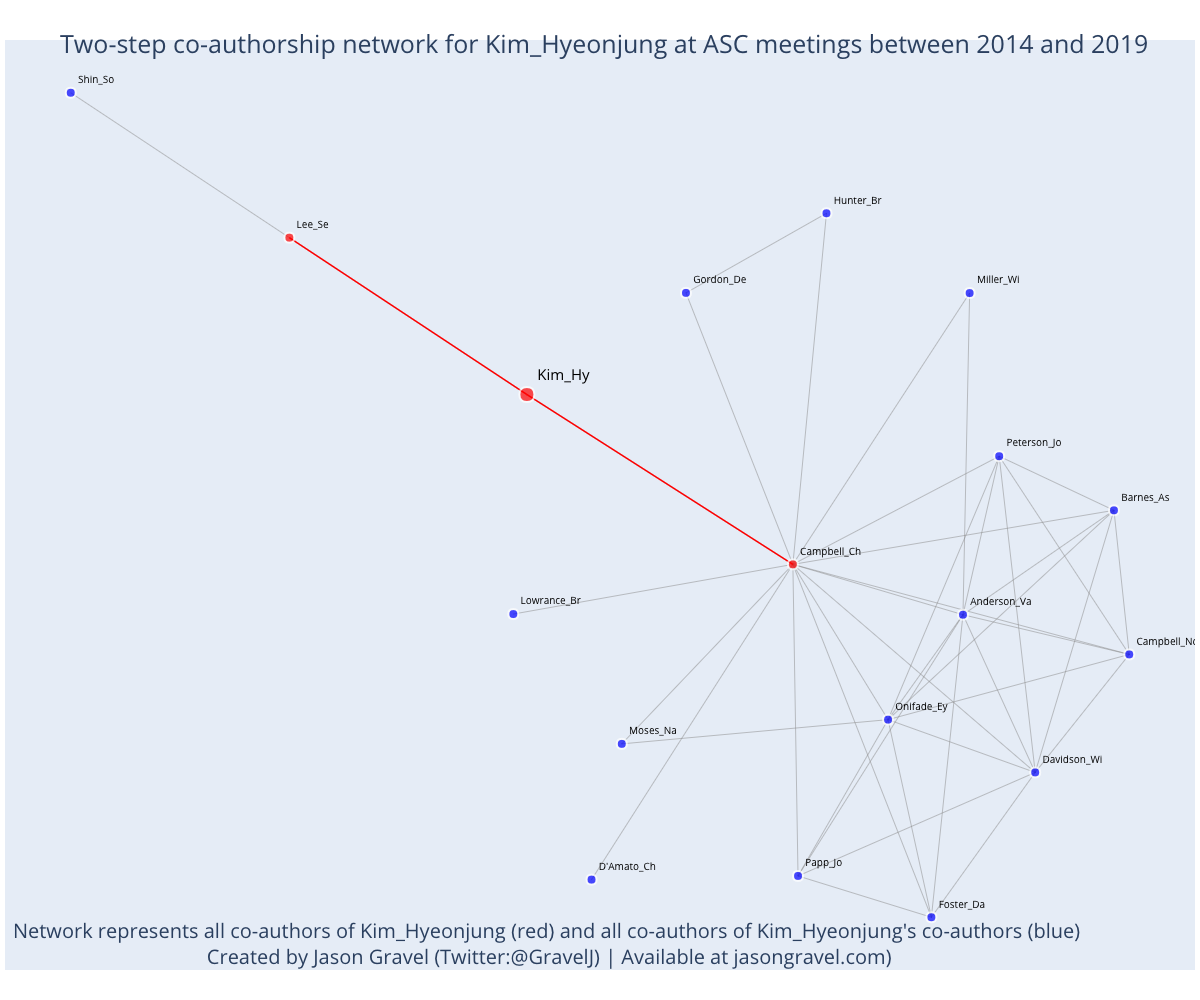 Two-step co-authorship network for Kim_Hyeonjung at ASC meetings between 2014 and 2019
Shin_So
Hunter_Br
Lee_Se
Gordon_De
Miller_Wi
Kim_Hy
Peterson_Jo
Barnes_As
Campbell_Ch
Lowrance_Br
Anderson_Va
Campbell_No
Onifade_Ey
Moses_Na
Davidson_Wi
D'Amato_Ch
Papp_Jo
Foster_Da
Network represents all co-authors of Kim_Hyeonjung (red) and all co-authors of Kim_Hyeonjung's co-authors (blue)
Created by Jason Gravel (Twitter:@GravelJ) | Available at jasongravel.com)